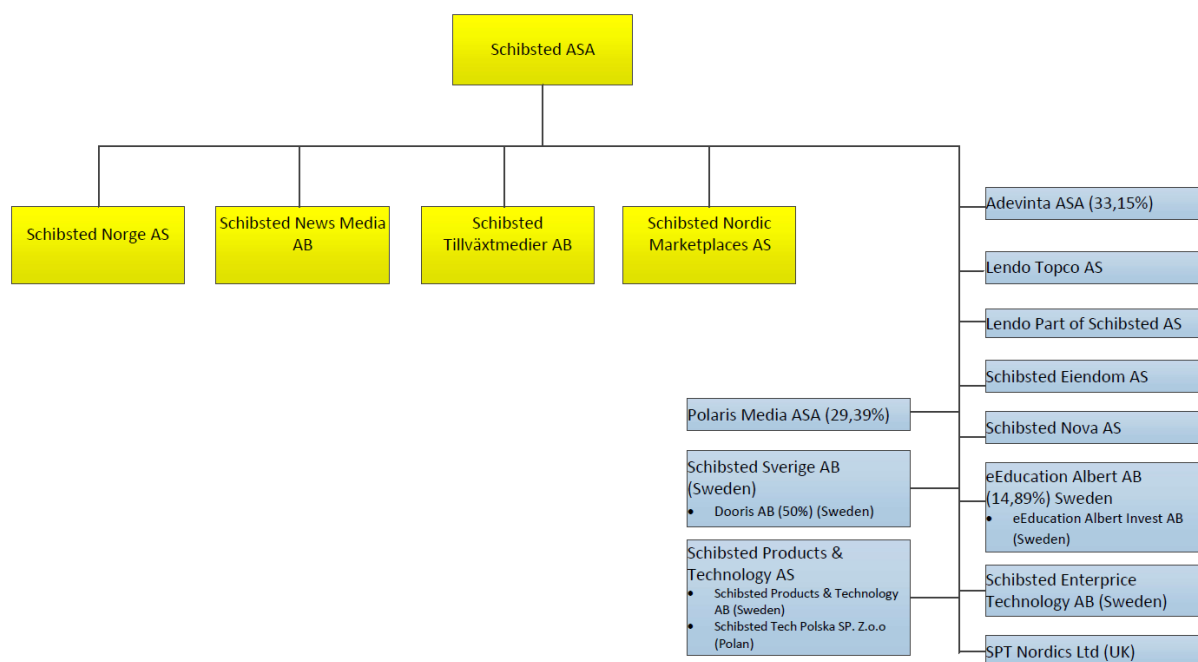 Schibsted ASA
Schibsted Norge AS
Schibsted News Media
AB
Schibsted
Tillväxtmedier AB
Schibsted Nordic
Marketplaces AS
Adevinta ASA (33,15%)
Lendo Topco AS
Lendo Part of Schibsted AS
Schibsted Eiendom AS
Polaris Media ASA (29,39%)
Schibsted Nova AS
Schibsted Sverige AB
(Sweden)
• Dooris AB (50%) (Sweden)
eEducation Albert AB
(14,89%) Sweden
• eEducation Albert Invest AB
(Sweden)
Schibsted Products &
Technology AS
• Schibsted Products & Technology
AB (Sweden)
• Schibsted Tech Polska SP. Z.o.o
(Polan)
Schibsted Enterprice
Technology AB (Sweden)
SPT Nordics Ltd (UK)